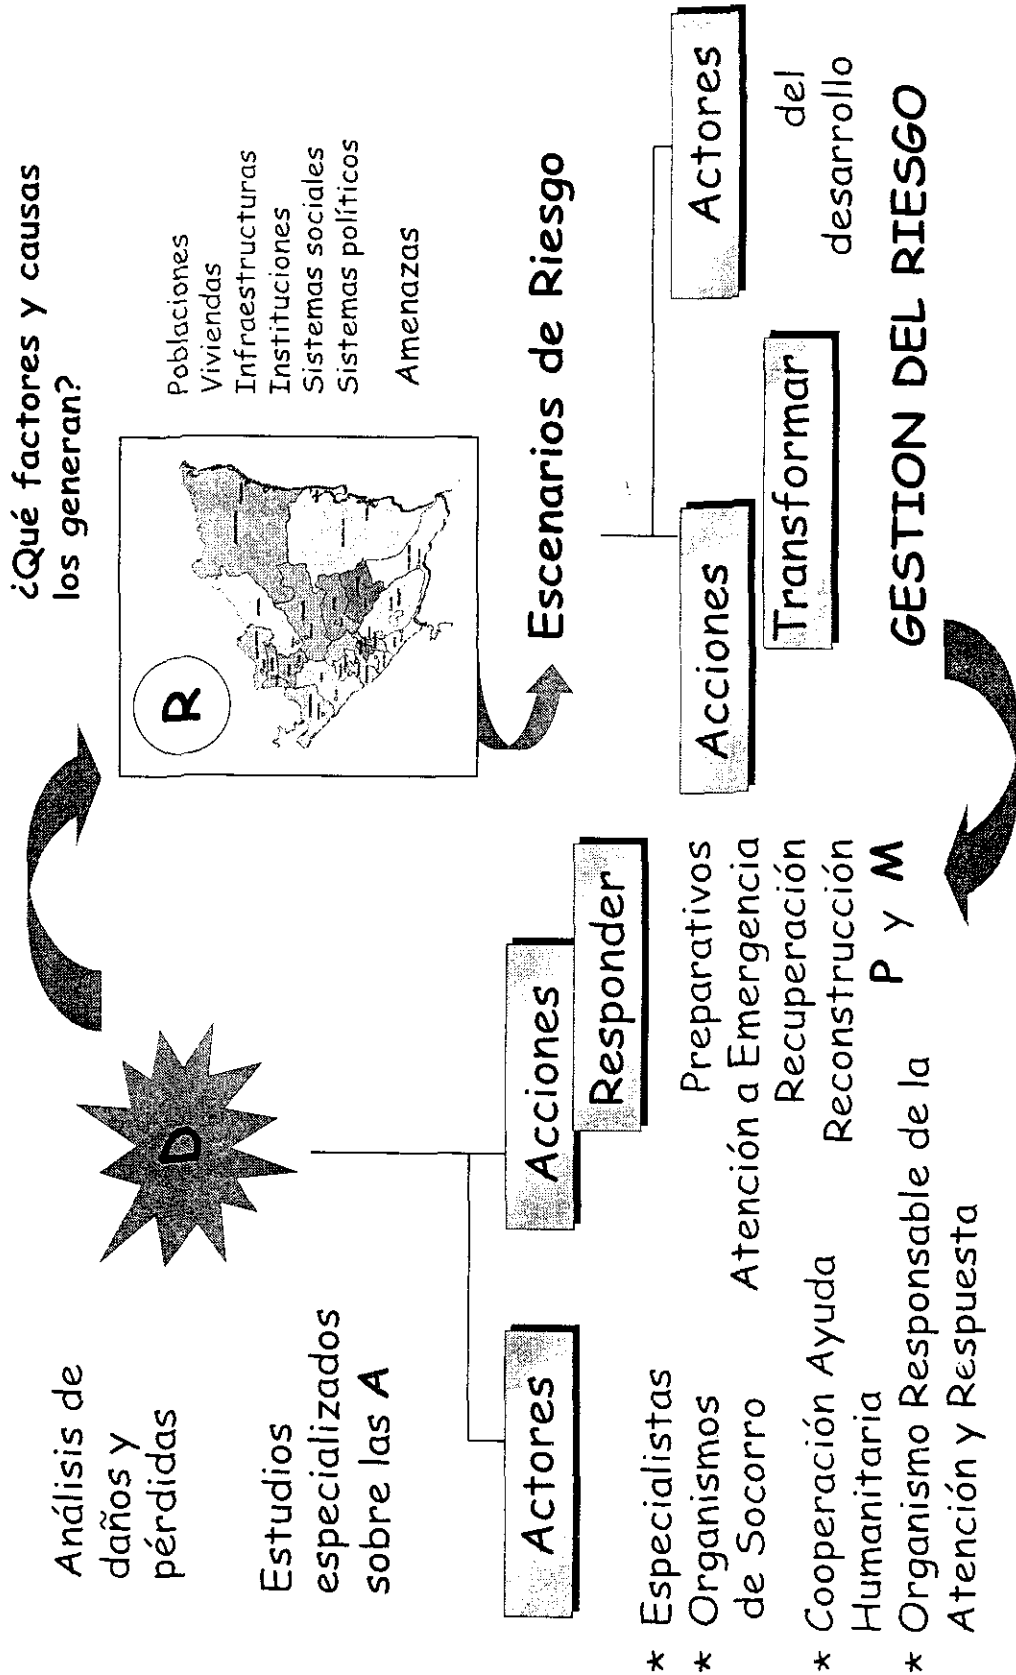 Análisis de
daños y
pérdidas
Estudios
especializados
sobre las A
D
Actores
Acciones
Responder
* Especialistas
* Organismos
de Socorro
* Cooperación Ayuda
Humanitaria
* Organismo Responsable de la
Atención y Respuesta
Preparativos
Atención a Emergencia
Recuperación
Reconstrucción
P y M
¿Qué factores y causas
los generan?
R
Poblaciones
Viviendas
Infraestructuras
Instituciones
Sistemas sociales
Sistemas políticos
Amenazas
Escenarios de Riesgo
Acciones
Transformar
Actores
del
desarrollo
GESTION DEL RIESGO